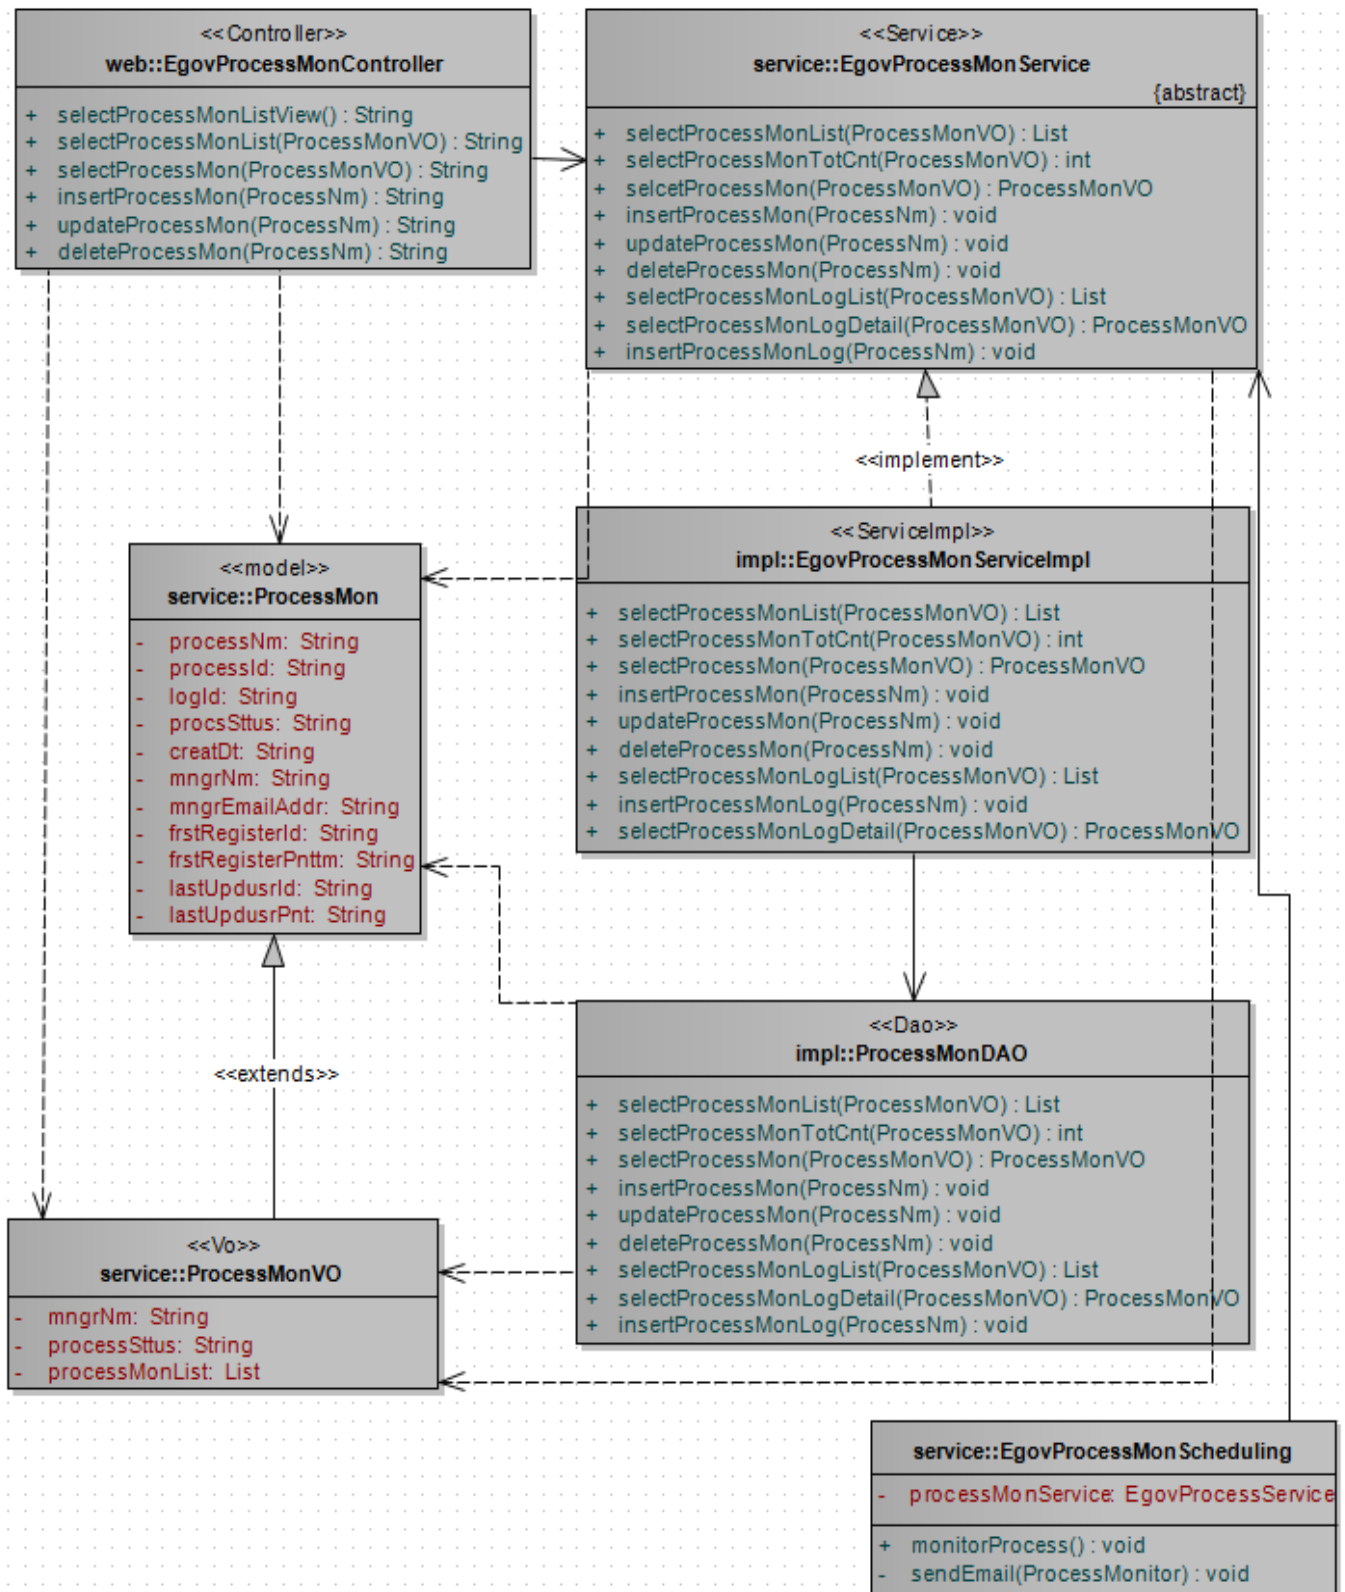 <<Controller>>
web::EgovProcessMonController
+ selectProcessMonListView() : String
+ selectProcessMonList(ProcessMonVO) : String
+ selectProcessMon(ProcessMonVO) : String
+ insertProcessMon(ProcessNm) : String
+ updateProcessMon(ProcessNm) : String
+ deleteProcessMon(ProcessNm) : String
<<Service>>
service::EgovProcessMonService
{abstract}
+ selectProcessMonList(ProcessMonVO) : List
+ selectProcessMonTotCnt(ProcessMonVO) : int
+ selcetProcessMon(ProcessMonVO) : ProcessMonVO
+ insertProcessMon(ProcessNm) : void
+ updateProcessMon(ProcessNm) : void
+ deleteProcessMon(ProcessNm) : void
+ selectProcessMonLogList(ProcessMonVO) : List
+ selectProcessMonLogDetail(ProcessMonVO) : ProcessMonVO
+ insertProcessMonLog(ProcessNm) : void
<<implement>>
<<ServiceImpl>>
impl::EgovProcessMonServiceImpl
+ selectProcessMonList(ProcessMonVO) : List
+ selectProcessMonTotCnt(ProcessMonVO) : int
+ selectProcessMon(ProcessMonVO) : ProcessMonVO
+ insertProcessMon(ProcessNm) : void
+ updateProcessMon(ProcessNm) : void
+ deleteProcessMon(ProcessNm) : void
+ selectProcessMonLogList(ProcessMonVO) : List
+ insertProcessMonLog(ProcessNm) : void
+ selectProcessMonLogDetail(ProcessMonVO) : ProcessMonVO
<<model>>
service::ProcessMon
- processNm: String
- processId: String
- logId: String
- procsSttus: String
- creatDt: String
- mngrNm: String
- mngrEmailAddr: String
- frstRegisterId: String
- frstRegisterPnttm: String
- lastUpdusrId: String
- lastUpdusrPnt: String
<<extends>>
<<Dao>>
impl::ProcessMonDAO
+ selectProcessMonList(ProcessMonVO) : List
+ selectProcessMonTotCnt(ProcessMonVO) : int
+ selectProcessMon(ProcessMonVO) : ProcessMonVO
+ insertProcessMon(ProcessNm) : void
+ updateProcessMon(ProcessNm) : void
+ deleteProcessMon(ProcessNm) : void
+ selectProcessMonLogList(ProcessMonVO) : List
+ selectProcessMonLogDetail(ProcessMonVO) : ProcessMonVO
+ insertProcessMonLog(ProcessNm) : void
<<Vo>>
service::ProcessMonVO
- mngrNm: String
- processSttus: String
- processMonList: List
service::EgovProcessMonScheduling
- processMonService: EgovProcessService
+ monitorProcess() : void
- sendEmail(ProcessMonitor) : void